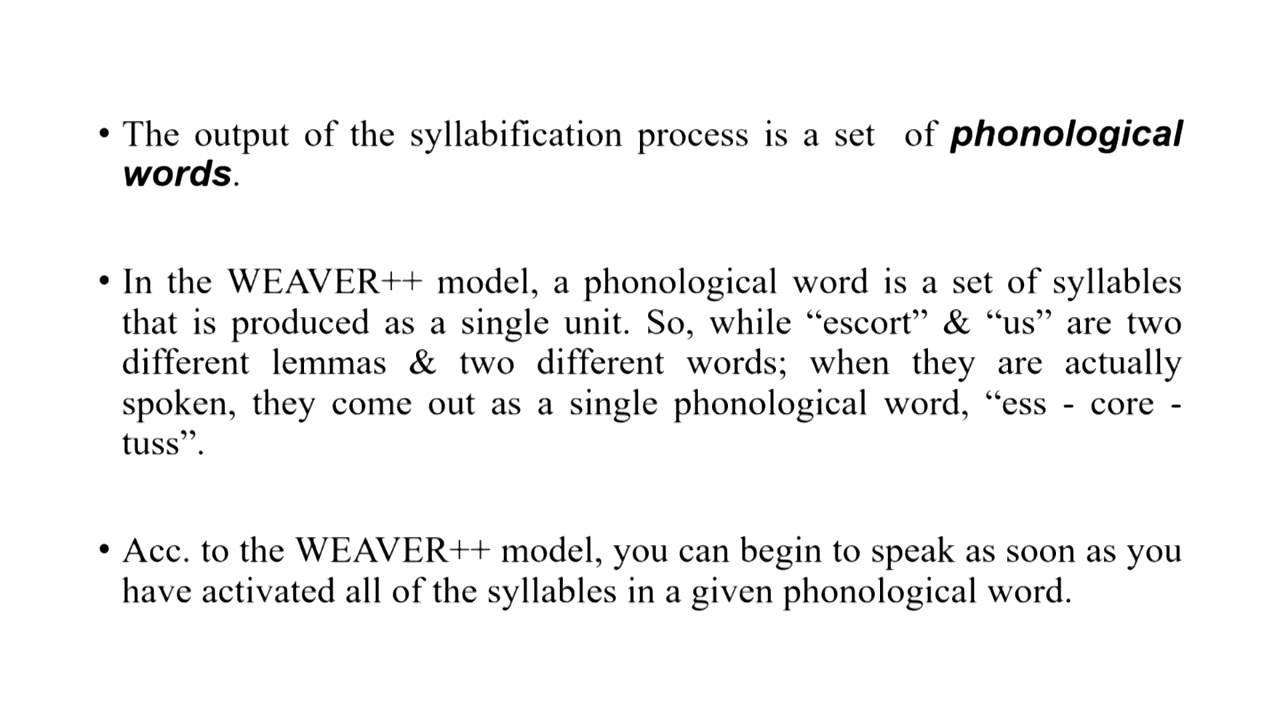 • The output of the syllabification process is a set of phonological
words.
• In the WEAVER++ model, a phonological word is a set of syllables
that is produced as a single unit. So, while “escort” & “us” are two
different lemmas & two different words; when they are actually
spoken, they come out as a single phonological word, “ess - core -
tuss”.
• Acc. to the WEAVER++ model, you can begin to speak as soon as you
have activated all of the syllables in a given phonological word.